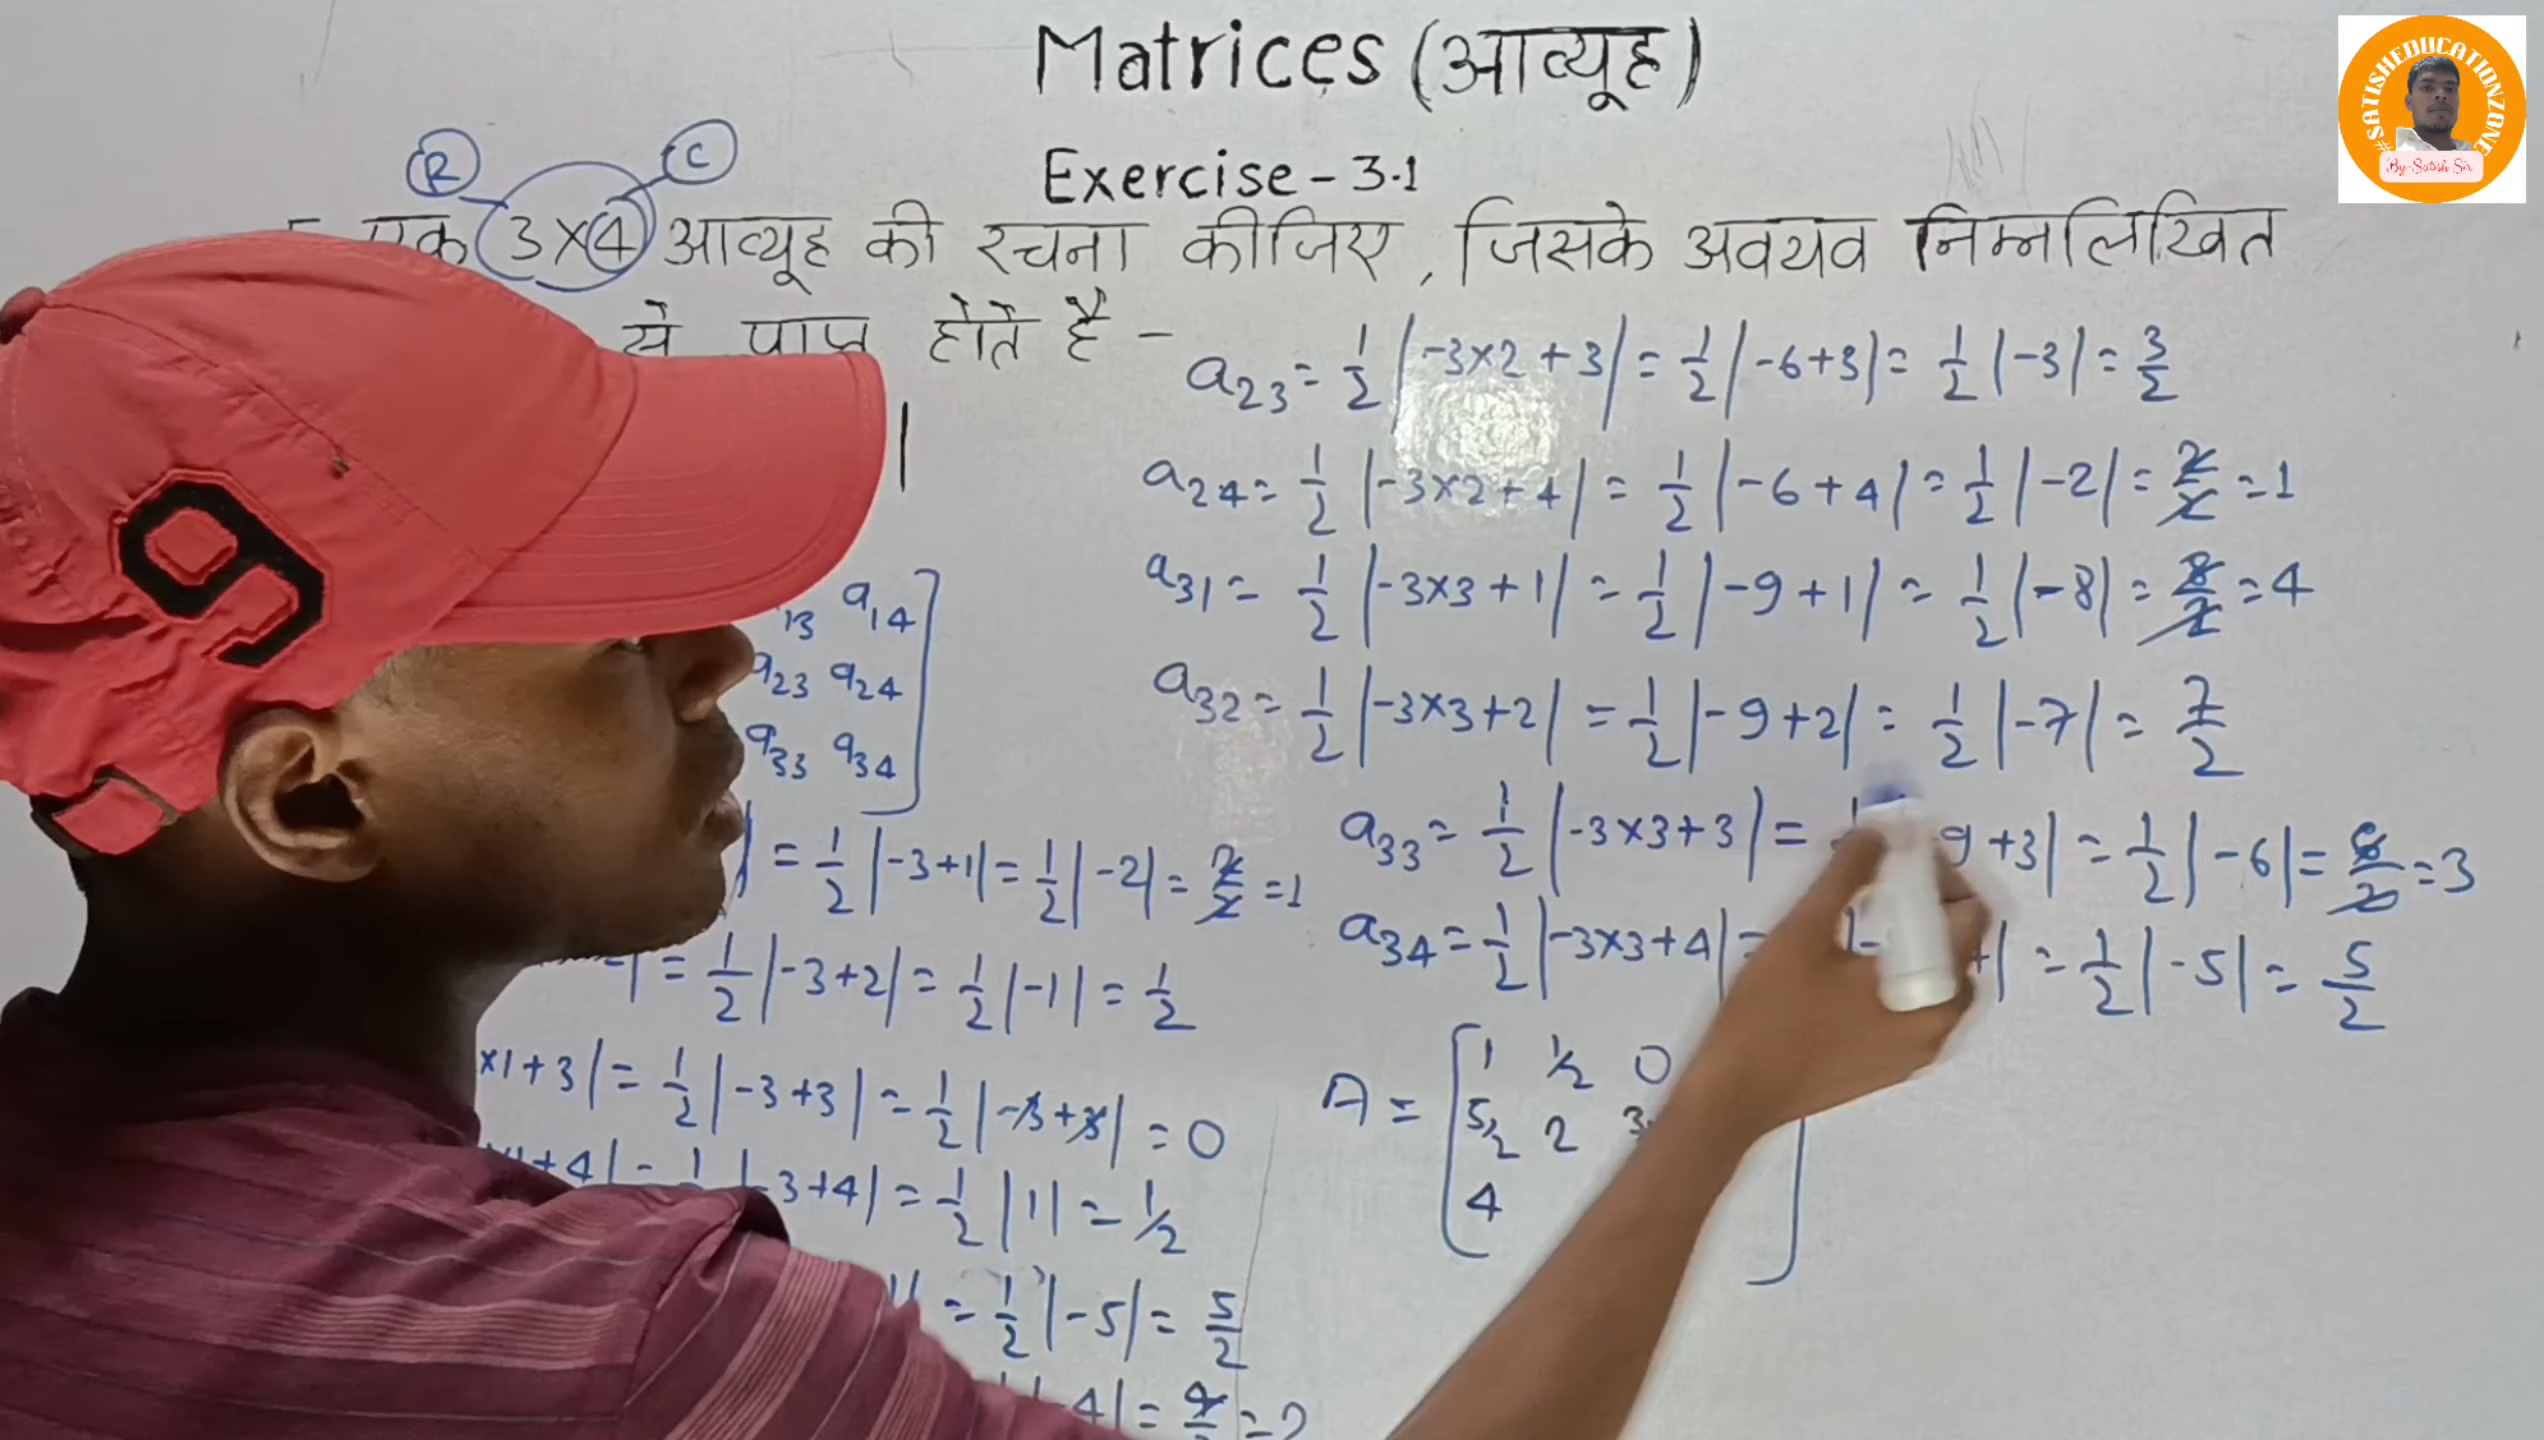 Matrices (आव्यूह)
Exercise - 3.1
R C
एक 3×4 आव्यूह की रचना कीजिए, जिसके अवयव निम्नलिखित
से प्राप्त होते है -
a23 = 1/2 |-3×2+3| = 1/2 |-6+3| = 1/2 |-3| = 3/2
a24 = 1/2 |-3×2+4| = 1/2 |-6+4| = 1/2 |-2| = 2/2 = 1
a31 = 1/2 |-3×3+1| = 1/2 |-9+1| = 1/2 |-8| = 8/2 = 4
a32 = 1/2 |-3×3+2| = 1/2 |-9+2| = 1/2 |-7| = 7/2
a33 = 1/2 |-3×3+3| = 9+3| = 1/2 |-6| = 6/2 = 3
a34 = 1/2 |-3×3+4| = = 1/2 |-5| = 5/2
A = [1 1/2 0
5/2 2 3
4 ]
13 a14]
a23 a24
a33 a34]
| = 1/2 |-3+1| = 1/2 |-2| = 2/2 = 1
-1 = 1/2 |-3+2| = 1/2 |-1| = 1/2
×1+3| = 1/2 |-3+3| = 1/2 |-3+3| = 0
+4| = -3+4| = 1/2 |1| = 1/2
= 1/2 |-5| = 5/2
-4| = 4 = 2
#SATISHEDUCATIONZONE
By-Satish Sir